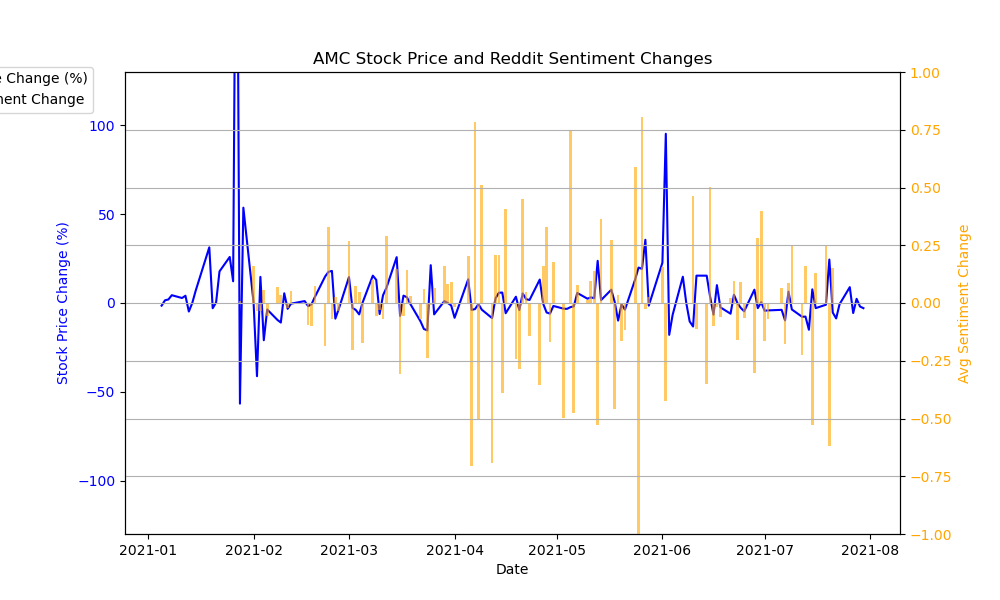 AMC Stock Price and Reddit Sentiment Changes
Change (%)
Change
Stock Price Change (%)
100
50
0
−50
−100
1.00
0.75
0.50
0.25
0.00
−0.25
−0.50
−0.75
−1.00
Avg Sentiment Change
2021-01 2021-02 2021-03 2021-04 2021-05 2021-06 2021-07 2021-08
Date